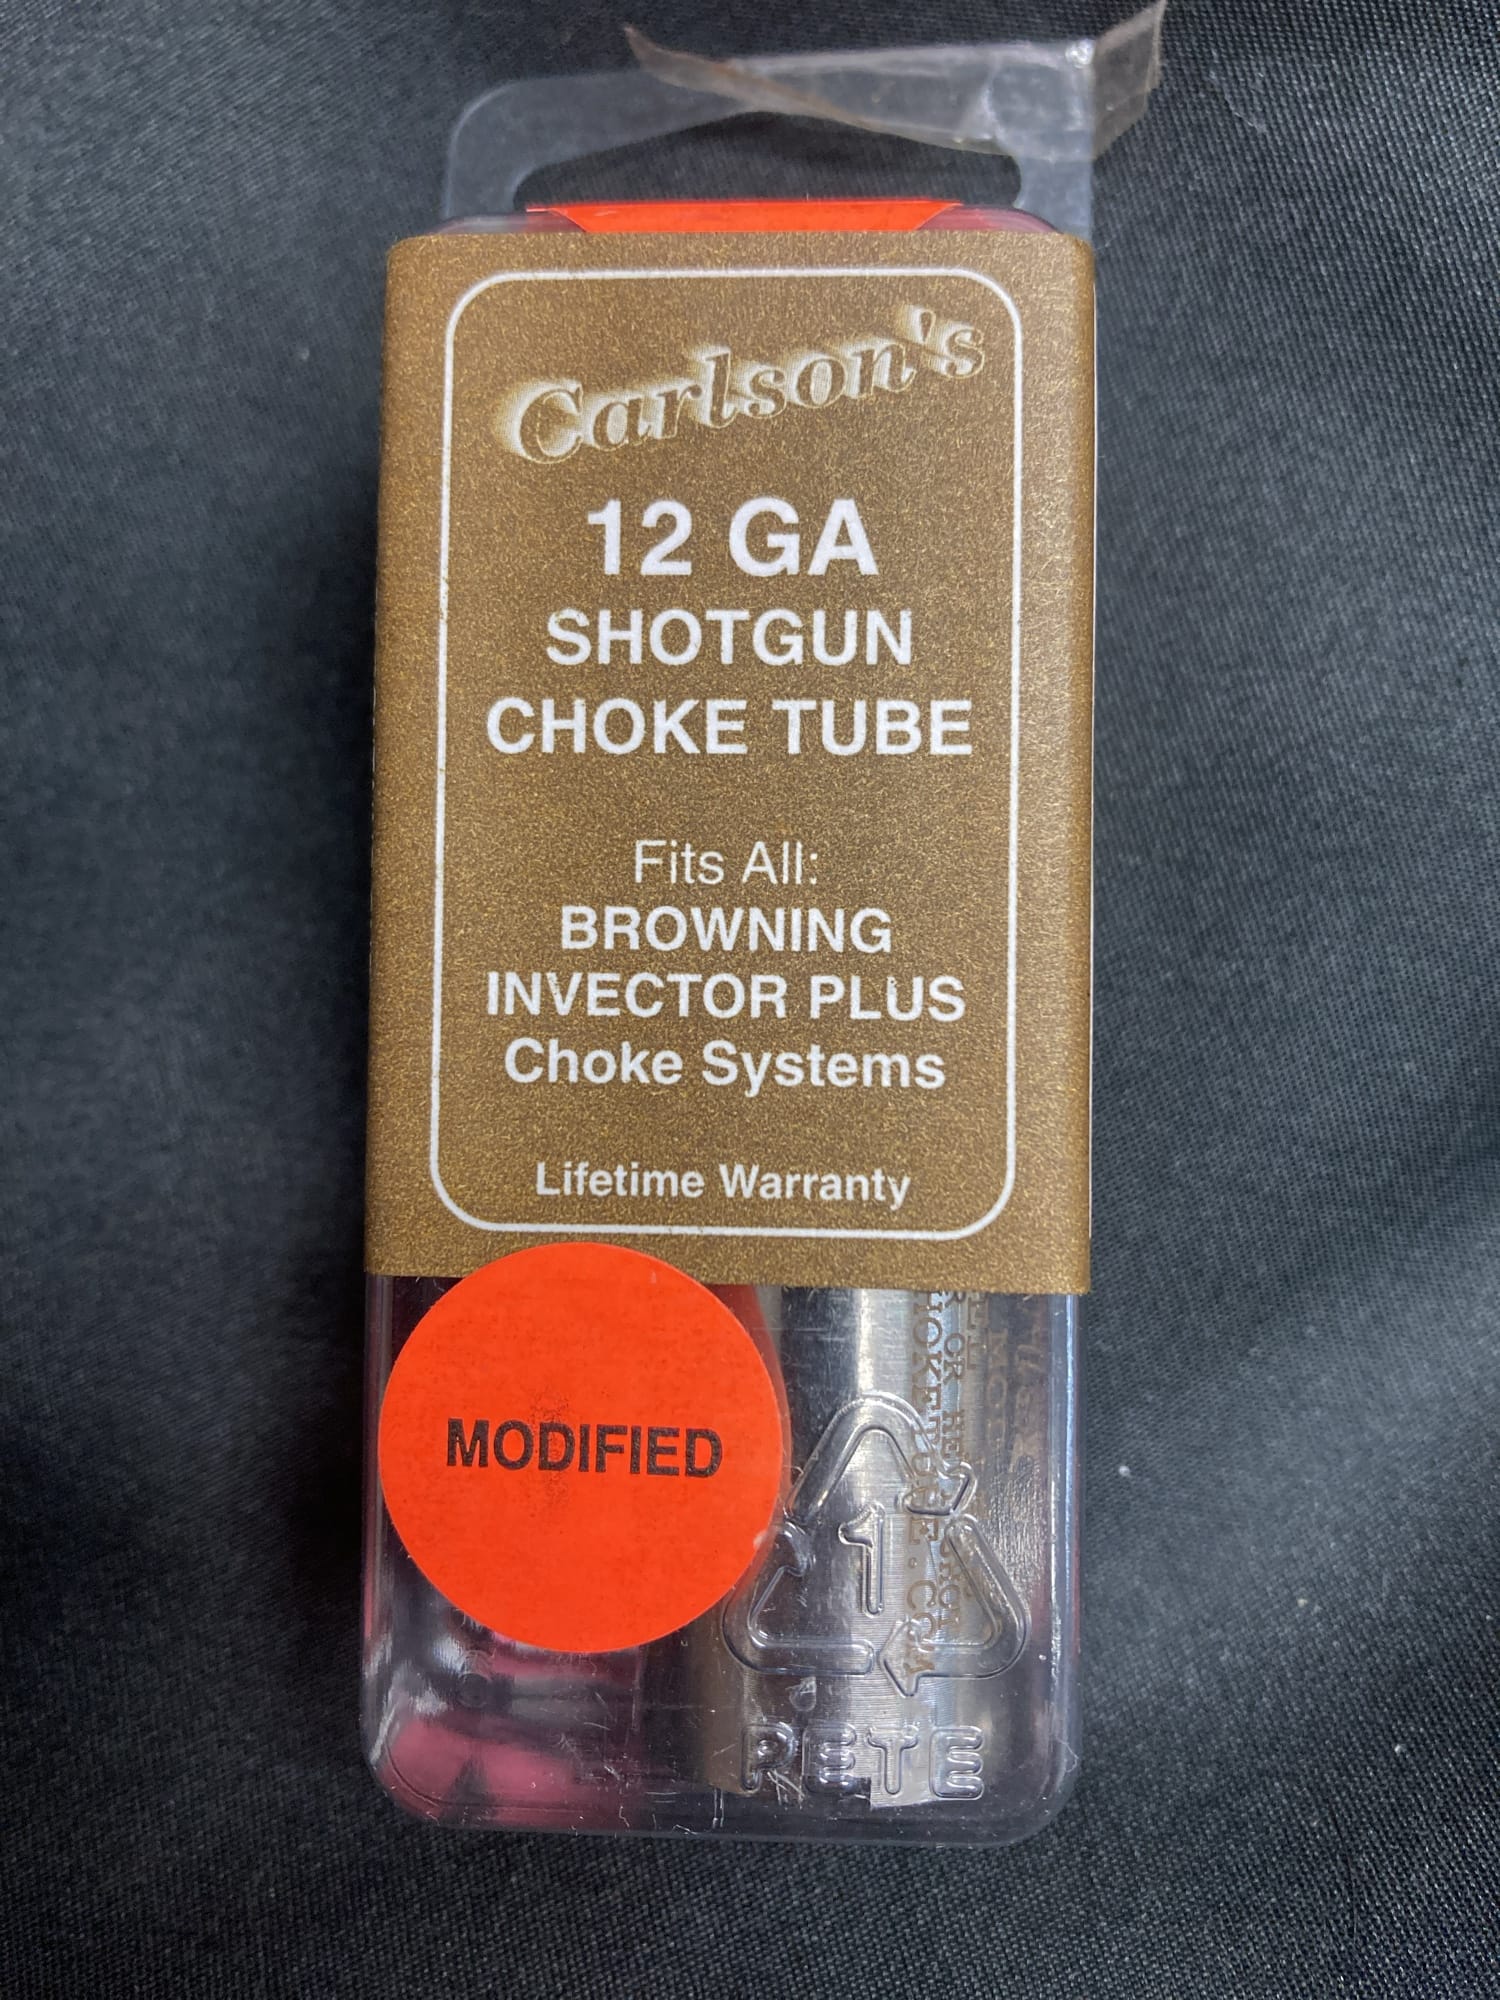 Carlson's
12 GA
SHOTGUN
CHOKE TUBE
Fits All:
BROWNING
INVECTOR PLUS
Choke Systems
Lifetime Warranty
MODIFIED
1
PETE